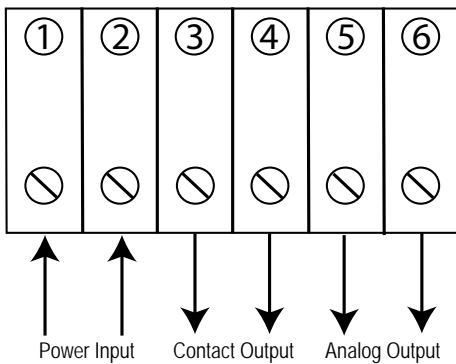 ① ② ③ ④ ⑤ ⑥
Power Input Contact Output Analog Output